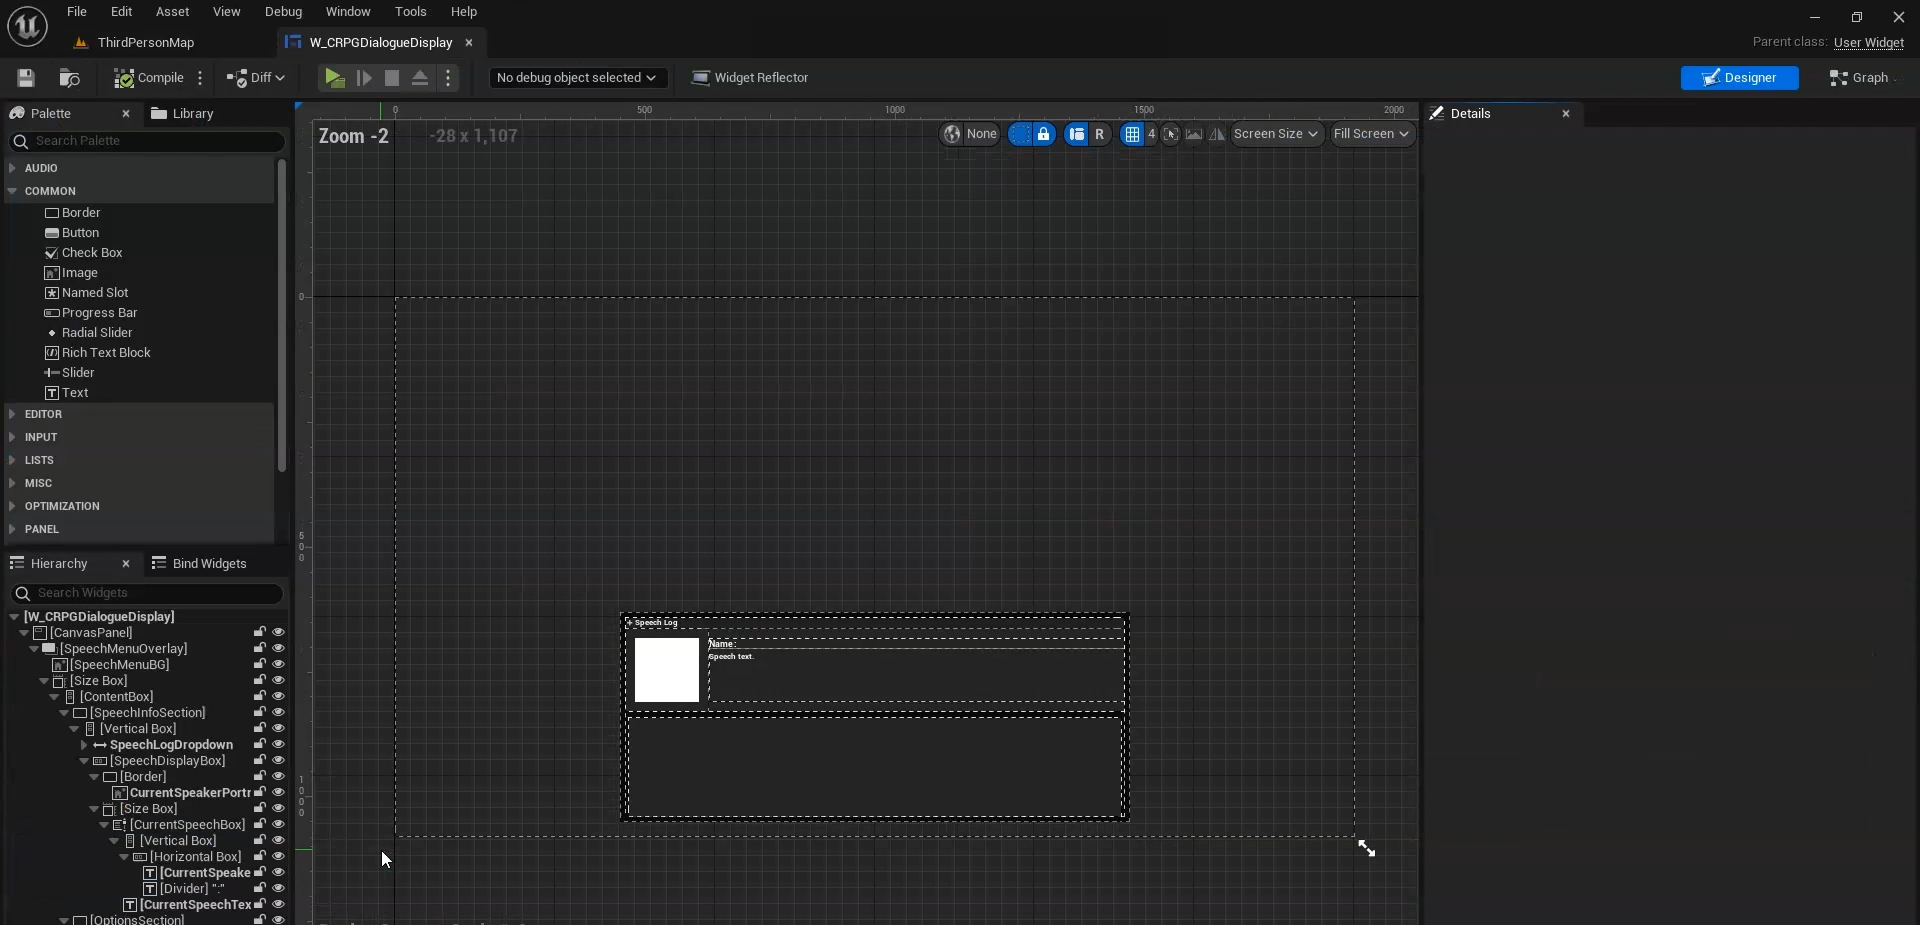 File Edit Asset View Debug Window Tools Help
ThirdPersonMap W_CRPGDialogueDisplay
Parent class: User Widget
Compile Diff No debug object selected Widget Reflector Designer Graph
Palette Library
Details
Search Palette
AUDIO
COMMON
Border
Button
Check Box
Image
Named Slot
Progress Bar
Radial Slider
Rich Text Block
Slider
Text
EDITOR
INPUT
LISTS
MISC
OPTIMIZATION
PANEL
0 500 1000 1500 2000
Zoom -2 -28 x 1,107
None R 4 Screen Size Fill Screen
0
500
1000
+ Speech Log
Name :
Speech text.
Hierarchy Bind Widgets
Search Widgets
[W_CRPGDialogueDisplay]
[CanvasPanel]
[SpeechMenuOverlay]
[SpeechMenuBG]
[Size Box]
[ContentBox]
[SpeechInfoSection]
[Vertical Box]
SpeechLogDropdown
[SpeechDisplayBox]
[Border]
CurrentSpeakerPortr
[Size Box]
[CurrentSpeechBox]
[Vertical Box]
[Horizontal Box]
[CurrentSpeake
[Divider] ":"
[CurrentSpeechTex
[OptionsSection]